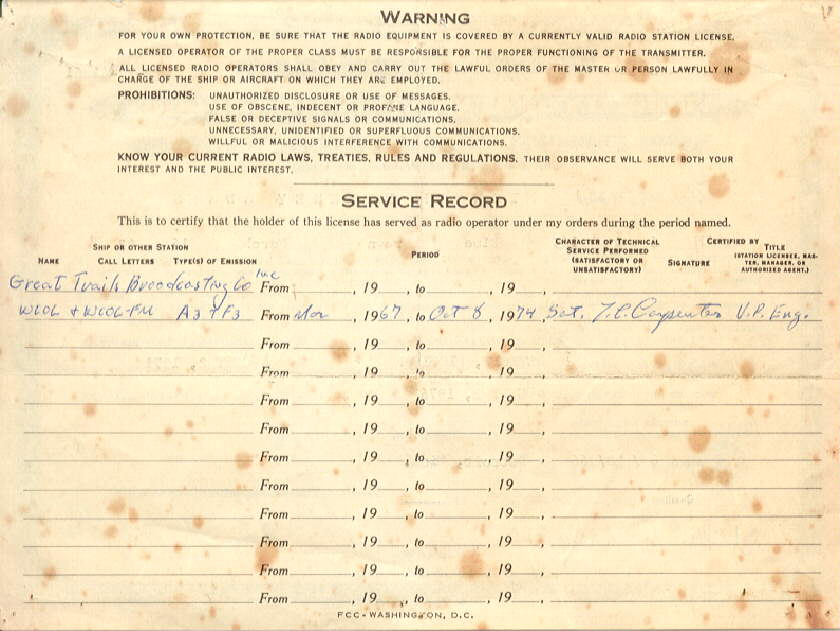 WARNING
FOR YOUR OWN PROTECTION, BE SURE THAT THE RADIO EQUIPMENT IS COVERED BY A CURRENTLY VALID RADIO STATION LICENSE.
A LICENSED OPERATOR OF THE PROPER CLASS MUST BE RESPONSIBLE FOR THE PROPER FUNCTIONING OF THE TRANSMITTER.
ALL LICENSED RADIO OPERATORS SHALL OBEY AND CARRY OUT THE LAWFUL ORDERS OF THE MASTER OR PERSON LAWFULLY IN
CHARGE OF THE SHIP OR AIRCRAFT ON WHICH THEY ARE EMPLOYED.
PROHIBITIONS: UNAUTHORIZED DISCLOSURE OR USE OF MESSAGES.
USE OF OBSCENE, INDECENT OR PROFANE LANGUAGE.
FALSE OR DECEPTIVE SIGNALS OR COMMUNICATIONS.
UNNECESSARY, UNIDENTIFIED OR SUPERFLUOUS COMMUNICATIONS.
WILLFUL OR MALICIOUS INTERFERENCE WITH COMMUNICATIONS.
KNOW YOUR CURRENT RADIO LAWS, TREATIES, RULES AND REGULATIONS. THEIR OBSERVANCE WILL SERVE BOTH YOUR
INTEREST AND THE PUBLIC INTEREST.
SERVICE RECORD
This is to certify that the holder of this license has served as radio operator under my orders during the period named.
SHIP OR OTHER STATION
NAME CALL LETTERS TYPE(S) OF EMISSION
PERIOD
CHARACTER OF TECHNICAL
SERVICE PERFORMED
(SATISFACTORY OR
UNSATISFACTORY)
CERTIFIED BY
SIGNATURE
TITLE
(STATION LICENSEE, MAS-
TER, MANAGER, OR
AUTHORIZED AGENT.)
Great Trails Broadcasting Co Inc From , 19 , to , 19 ,
WCOL + WCOL-FM A3 + F3 From Mar , 1967 , to Oct 8 , 1974, Sat. T.P. Carpenter V.P. Eng.
From , 19 , to , 19 ,
From , 19 , to , 19 ,
From , 19 , to , 19 ,
From , 19 , to , 19 ,
From , 19 , to , 19 ,
From , 19 , to , 19 ,
From , 19 , to , 19 ,
From , 19 , to , 19 ,
From , 19 , to , 19 ,
From , 19 , to , 19 ,
FCC - WASHINGTON, D.C.